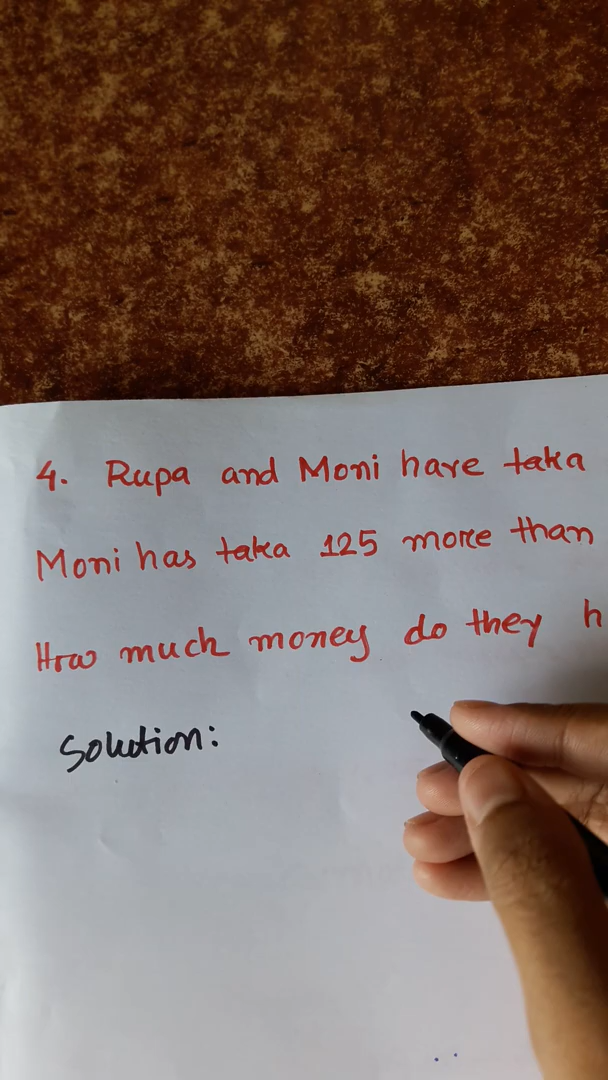 4. Rupa and Moni have taka
Moni has taka 125 more than
How much money do they h
Solution: